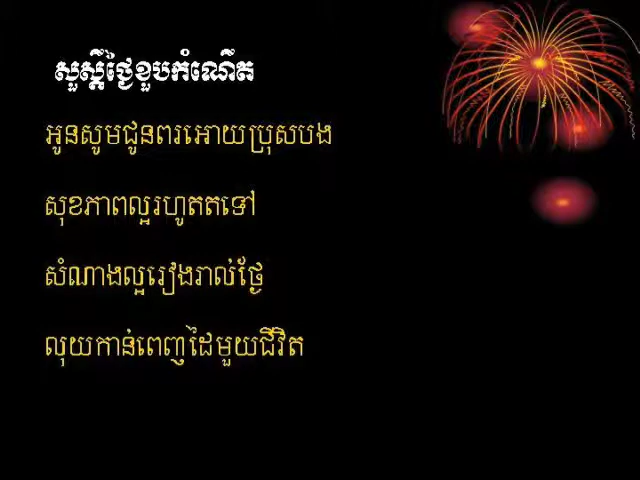 សួស្តីថ្ងៃខួបកំណើត
អូនសូមជូនពរអោយប្រុសបង
សុខភាពល្អរហូតតទៅ
សំណាងល្អរៀងរាល់ថ្ងៃ
លុយកាន់ពេញដៃមួយជីវិត